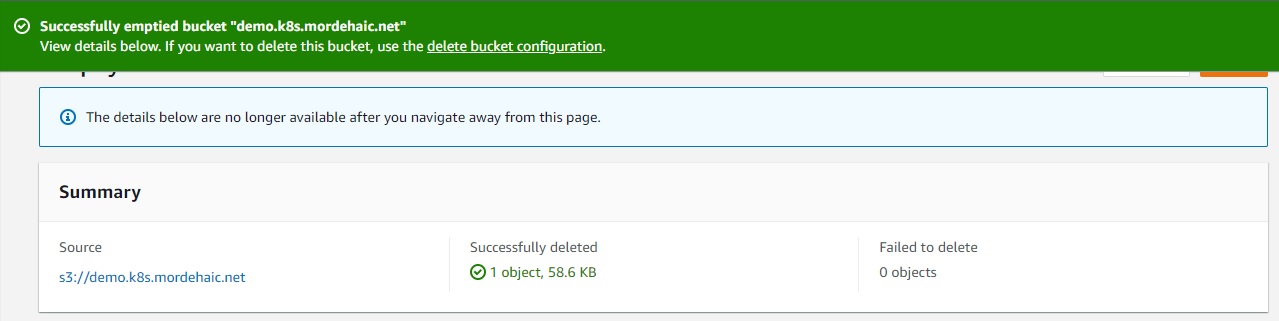 Successfully emptied bucket "demo.k8s.mordehaic.net"
View details below. If you want to delete this bucket, use the delete bucket configuration.
The details below are no longer available after you navigate away from this page.
Summary
Source
s3://demo.k8s.mordehaic.net
Successfully deleted
1 object, 58.6 KB
Failed to delete
0 objects